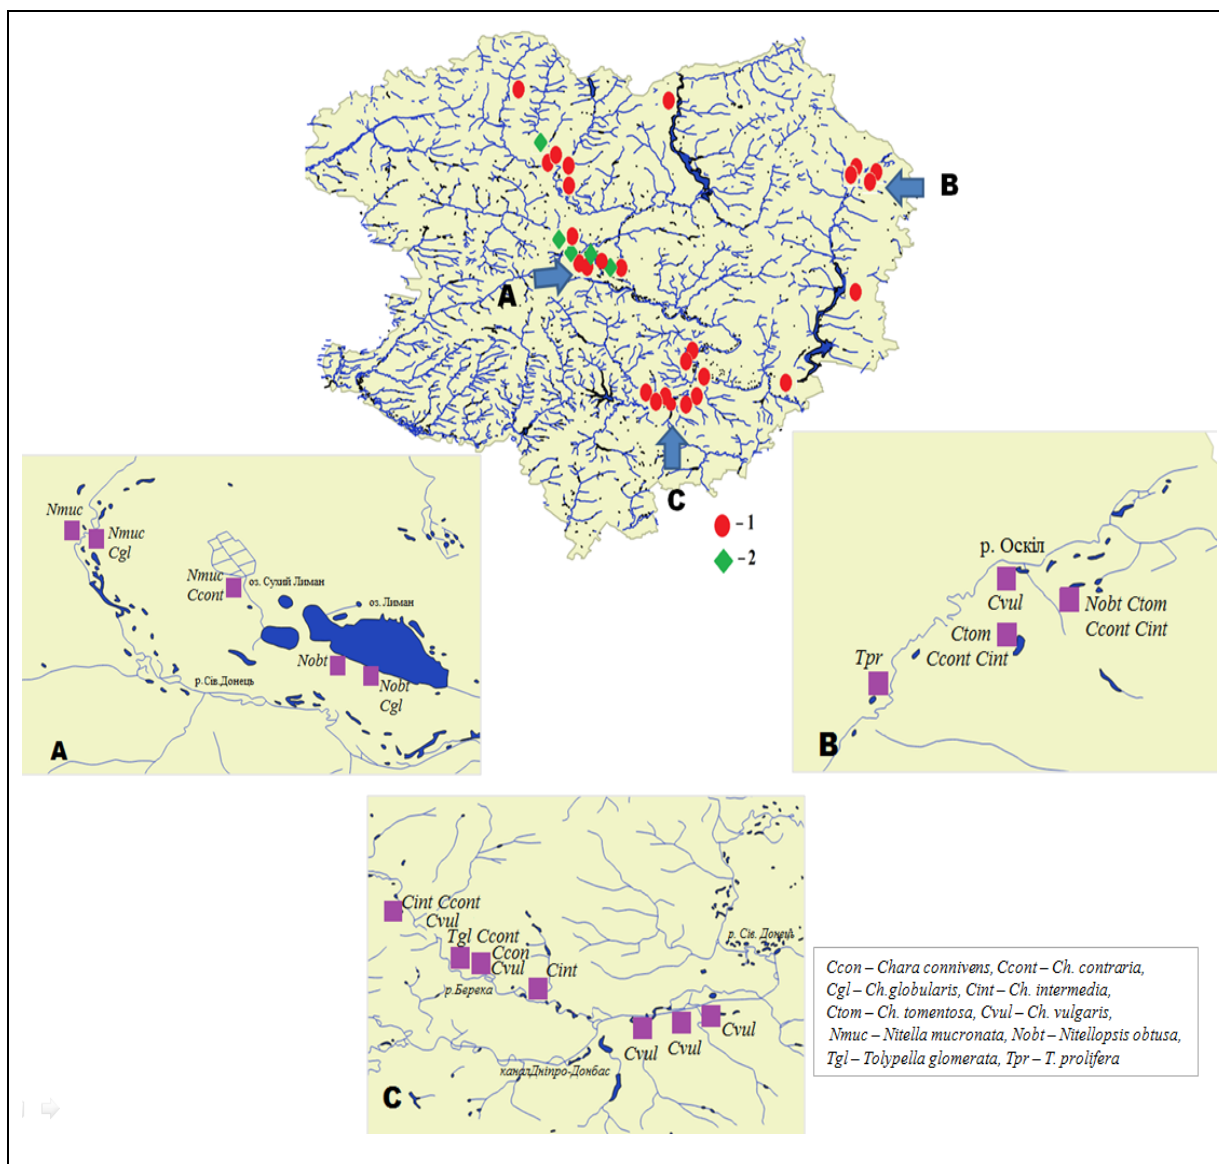 B
A
C
- 1
- 2
Nmuc
Nmuc
Cgl
Nmuc
Ccont
оз. Сухий Лиман
оз. Лиман
Nobt
Nobt
Cgl
р. Сів. Донець
A
р. Оскіл
Cvul
Nobt Ctom
Ccont Cint
Ctom
Ccont Cint
Tpr
B
Cint Ccont
Cvul
Tgl Ccont
Ccon
Cvul
Cint
р. Сів. Донець
р.Берека
Cvul
Cvul
Cvul
канал Дніпро-Донбас
C
Ccon – Chara connivens, Ccont – Ch. contraria,
Cgl – Ch.globularis, Cint – Ch. intermedia,
Ctom – Ch. tomentosa, Cvul – Ch. vulgaris,
Nmuc – Nitella mucronata, Nobt – Nitellopsis obtusa,
Tgl – Tolypella glomerata, Tpr – T. prolifera